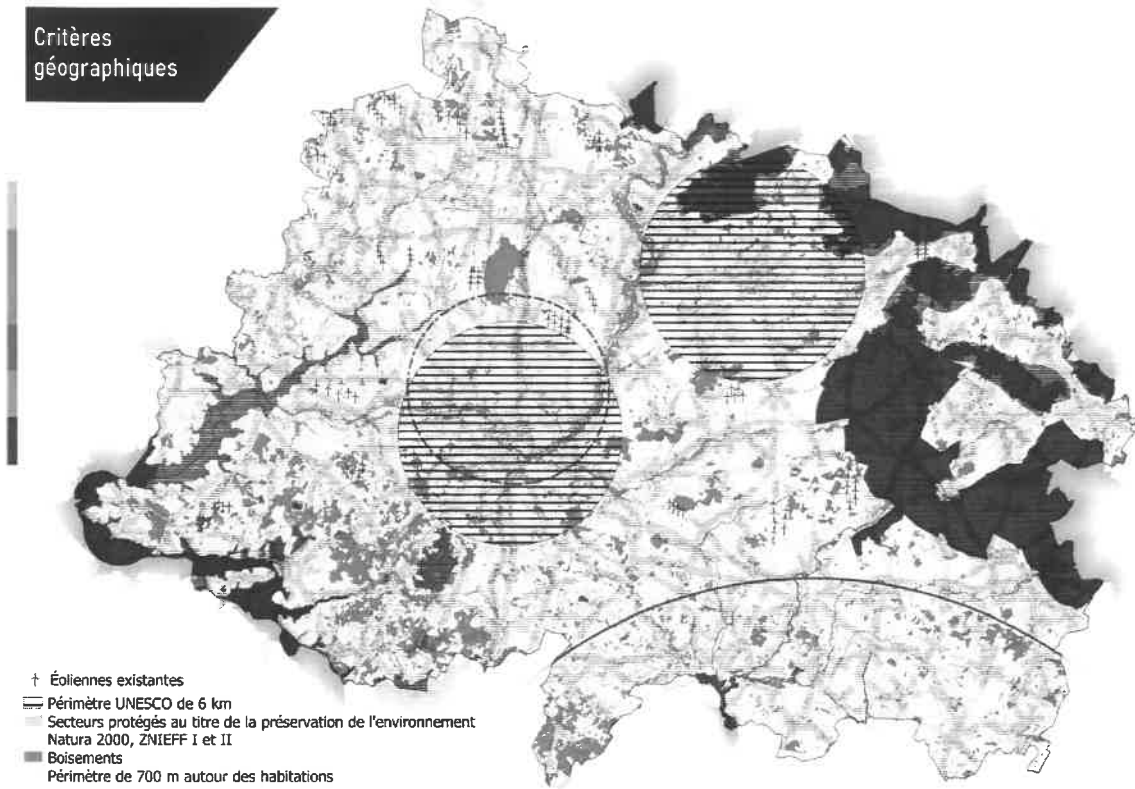 Critères
géographiques
Éoliennes existantes
Périmètre UNESCO de 6 km
Secteurs protégés au titre de la préservation de l'environnement
Natura 2000, ZNIEFF I et II
Boisements
Périmètre de 700 m autour des habitations